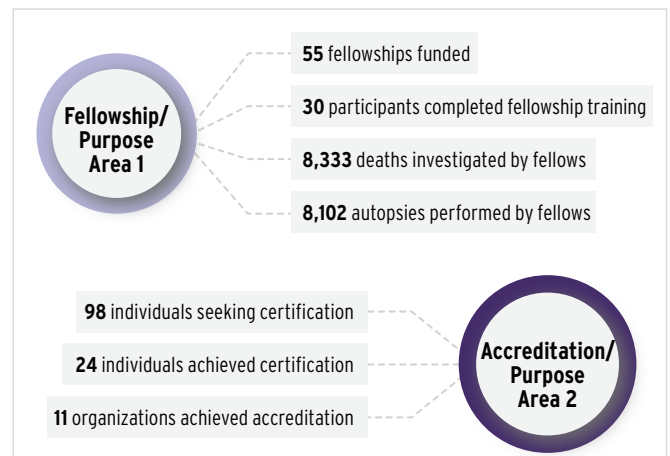 Fellowship/
Purpose
Area 1
55 fellowships funded
30 participants completed fellowship training
8,333 deaths investigated by fellows
8,102 autopsies performed by fellows
98 individuals seeking certification
24 individuals achieved certification
11 organizations achieved accreditation
Accreditation/
Purpose
Area 2